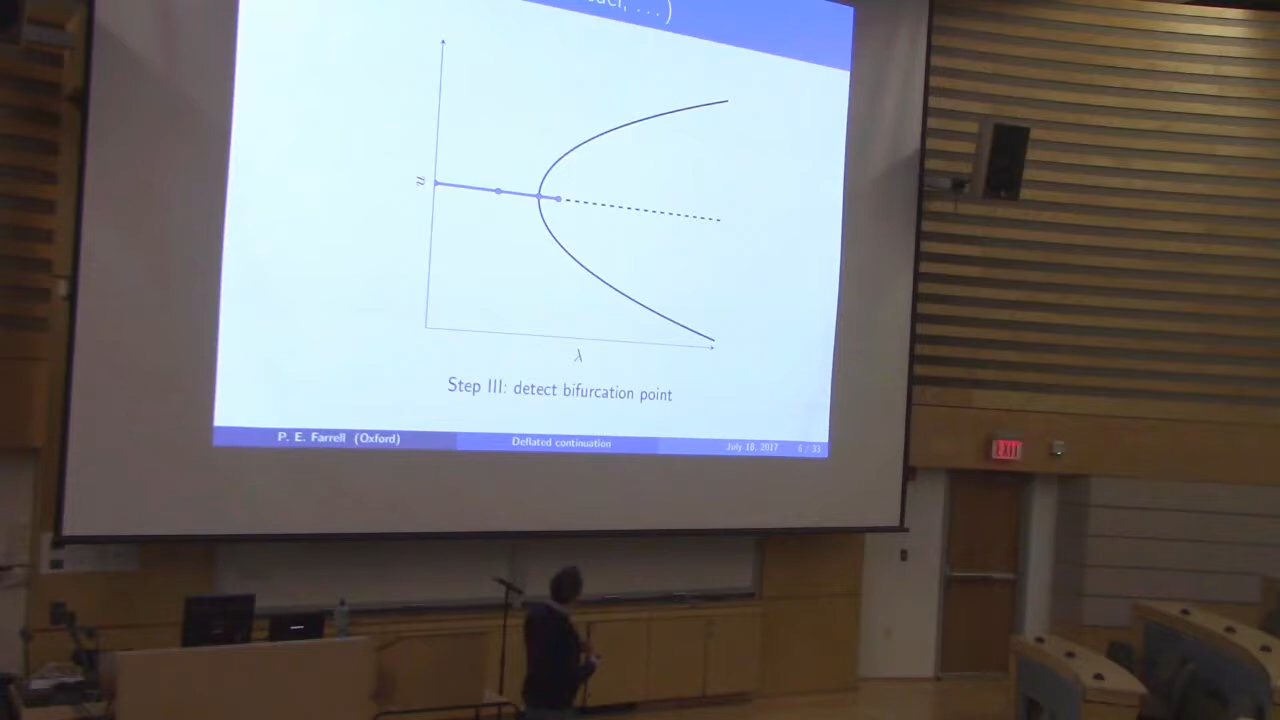 ...)
u
λ
Step III: detect bifurcation point
P. E. Farrell (Oxford) Deflated continuation July 18, 2017 6 / 33
EXIT